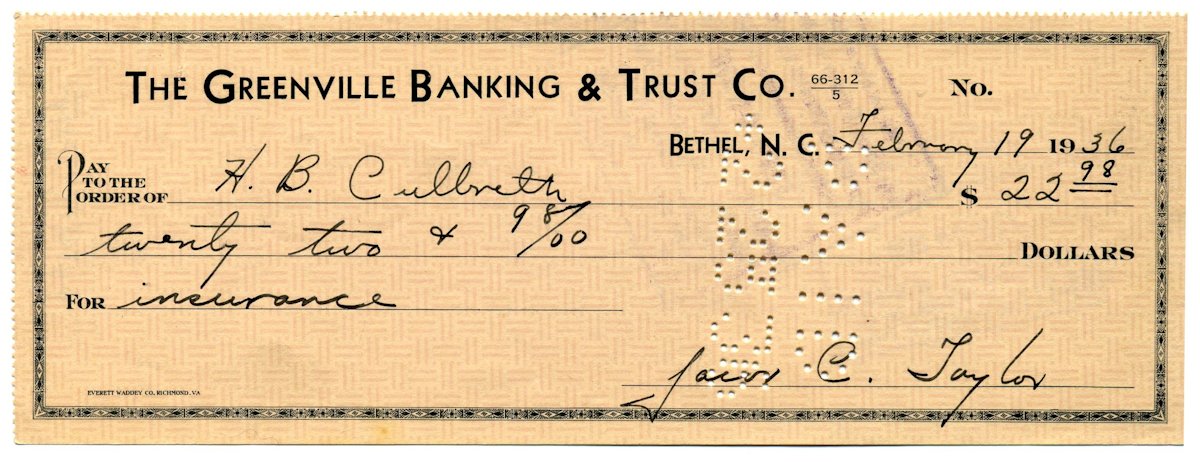 THE GREENVILLE BANKING & TRUST CO. 66-312/5 No.
BETHEL, N. C. February 19 1936
PAY TO THE ORDER OF H. B. Culbreth $ 22 98
twenty two & 98/00 DOLLARS
FOR insurance
C. Taylor
EVERETT WADDEY CO. RICHMOND, VA